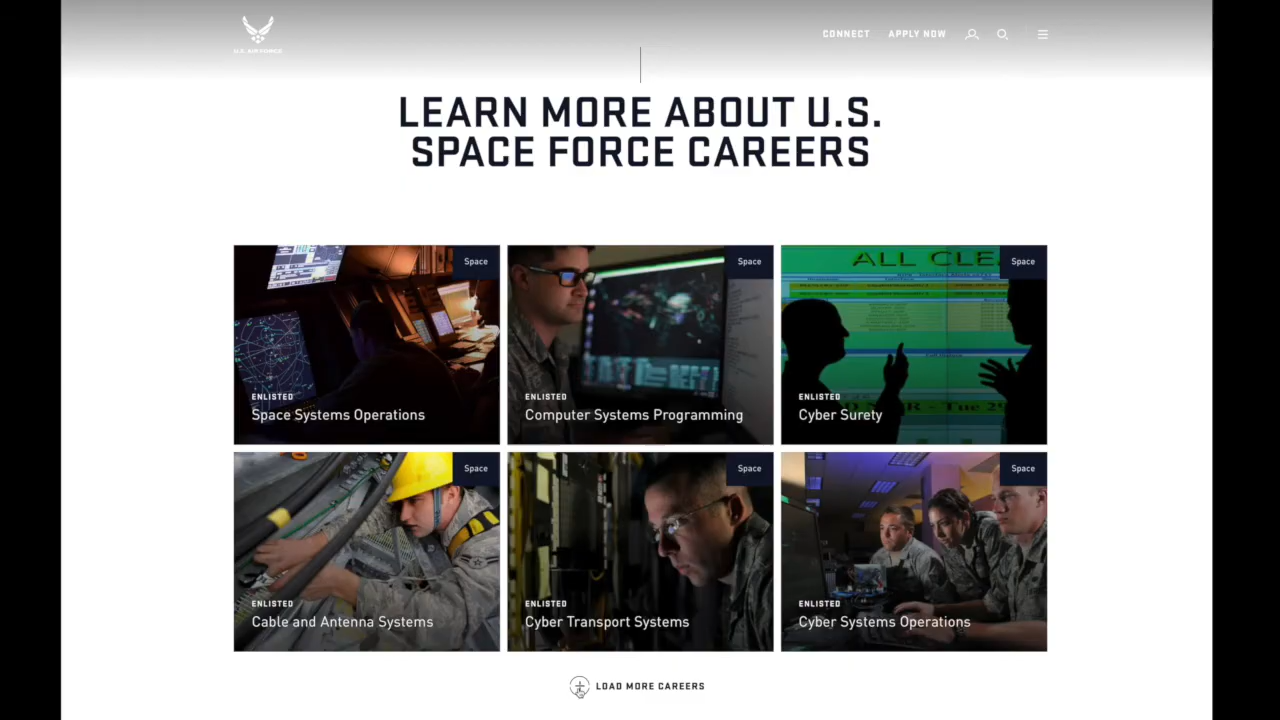 U.S. AIR FORCE
CONNECT
APPLY NOW
LEARN MORE ABOUT U.S.
SPACE FORCE CAREERS
Space
ENLISTED
Space Systems Operations
Space
ENLISTED
Computer Systems Programming
ALL CLE
Space
ENLISTED
Cyber Surety
Space
ENLISTED
Cable and Antenna Systems
Space
ENLISTED
Cyber Transport Systems
Space
ENLISTED
Cyber Systems Operations
LOAD MORE CAREERS